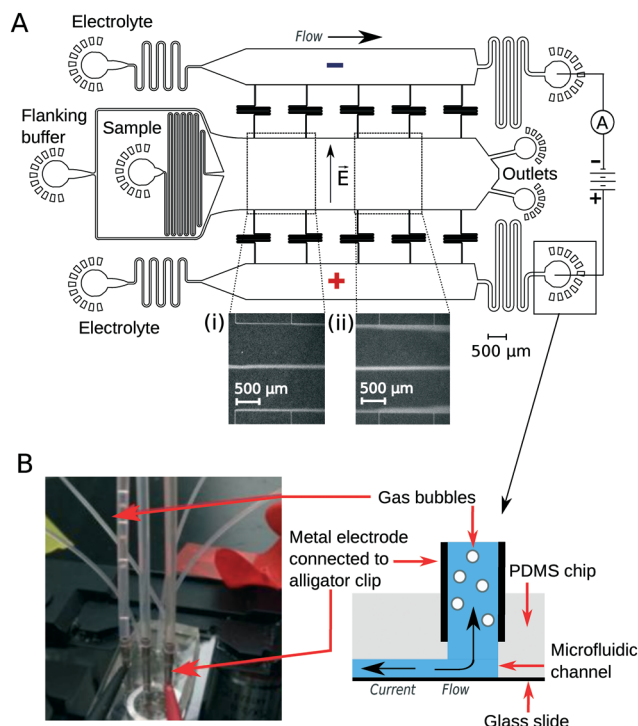 A
Electrolyte
Flow
−
Flanking
buffer
Sample
E
Outlets
A
-
+
+
Electrolyte
(i)
(ii)
500 µm
500 µm
500 µm
B
Gas bubbles
Metal electrode
connected to
alligator clip
PDMS chip
Microfluidic
channel
Current
Flow
Glass slide